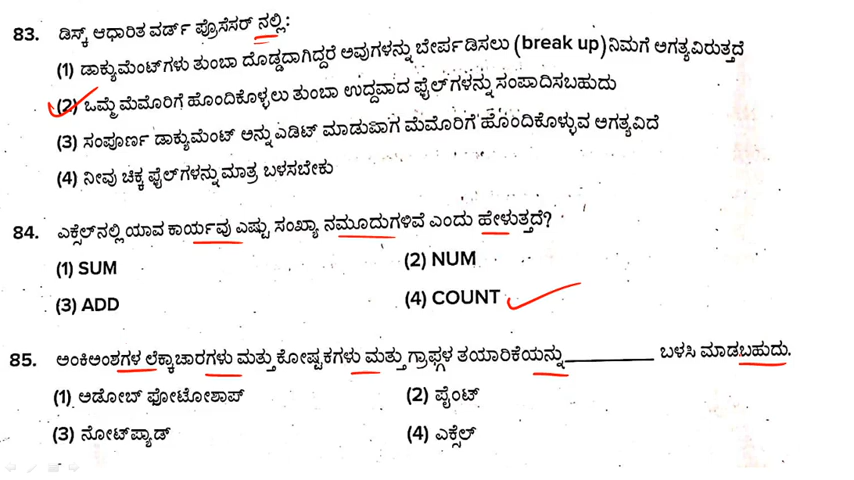 83. ಡಿಸ್ಕ್ ಆಧಾರಿತ ವರ್ಡ್ ಪ್ರೊಸೆಸರ್ ನಲ್ಲಿ:
(1) ಡಾಕ್ಯುಮೆಂಟ್‌ಗಳು ತುಂಬಾ ದೊಡ್ಡದಾಗಿದ್ದರೆ ಅವುಗಳನ್ನು ಬೇರ್ಪಡಿಸಲು (break up) ನಿಮಗೆ ಅಗತ್ಯವಿರುತ್ತದೆ
(2) ಒಮ್ಮೆ ಮೆಮೊರಿಗೆ ಹೊಂದಿಕೊಳ್ಳಲು ತುಂಬಾ ಉದ್ದವಾದ ಫೈಲ್‌ಗಳನ್ನು ಸಂಪಾದಿಸಬಹುದು
(3) ಸಂಪೂರ್ಣ ಡಾಕ್ಯುಮೆಂಟ್ ಅನ್ನು ಎಡಿಟ್ ಮಾಡುವಾಗ ಮೆಮೊರಿಗೆ ಹೊಂದಿಕೊಳ್ಳುವ ಅಗತ್ಯವಿದೆ
(4) ನೀವು ಚಿಕ್ಕ ಫೈಲ್‌ಗಳನ್ನು ಮಾತ್ರ ಬಳಸಬೇಕು
84. ಎಕ್ಸೆಲ್‌ನಲ್ಲಿ ಯಾವ ಕಾರ್ಯವು ಎಷ್ಟು ಸಂಖ್ಯಾ ನಮೂದುಗಳಿವೆ ಎಂದು ಹೇಳುತ್ತದೆ?
(1) SUM (2) NUM
(3) ADD (4) COUNT
85. ಅಂಕಿಅಂಶಗಳ ಲೆಕ್ಕಾಚಾರಗಳು ಮತ್ತು ಕೋಷ್ಟಕಗಳು ಮತ್ತು ಗ್ರಾಫ್ಗಳ ತಯಾರಿಕೆಯನ್ನು__________ ಬಳಸಿ ಮಾಡಬಹುದು.
(1) ಅಡೋಬ್ ಫೋಟೋಶಾಪ್ (2) ಪೈಂಟ್
(3) ನೋಟ್‌ಪ್ಯಾಡ್ (4) ಎಕ್ಸೆಲ್